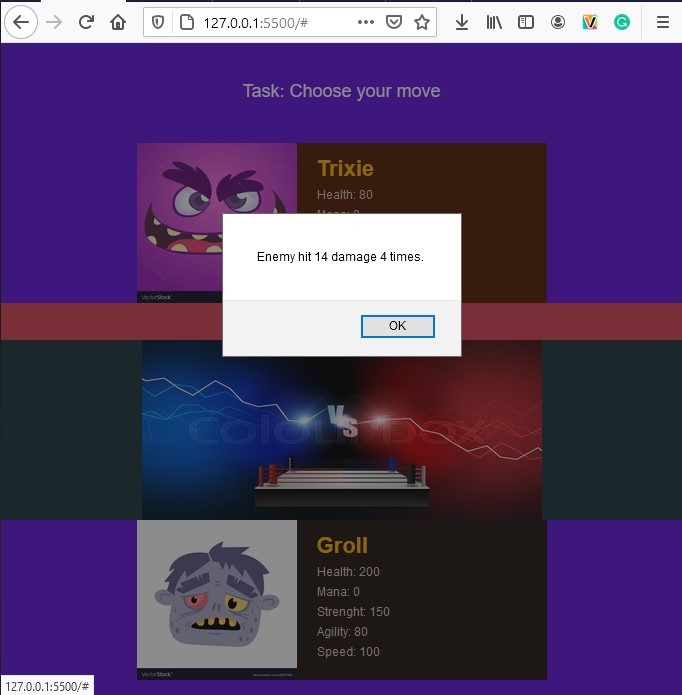 127.0.0.1:5500/#
Task: Choose your move
Trixie
Health: 80
Mana: 0
VectorStock
Enemy hit 14 damage 4 times.
OK
VS
Colourbox
Groll
Health: 200
Mana: 0
Strenght: 150
Agility: 80
Speed: 100
VectorStock
127.0.0.1:5500/#